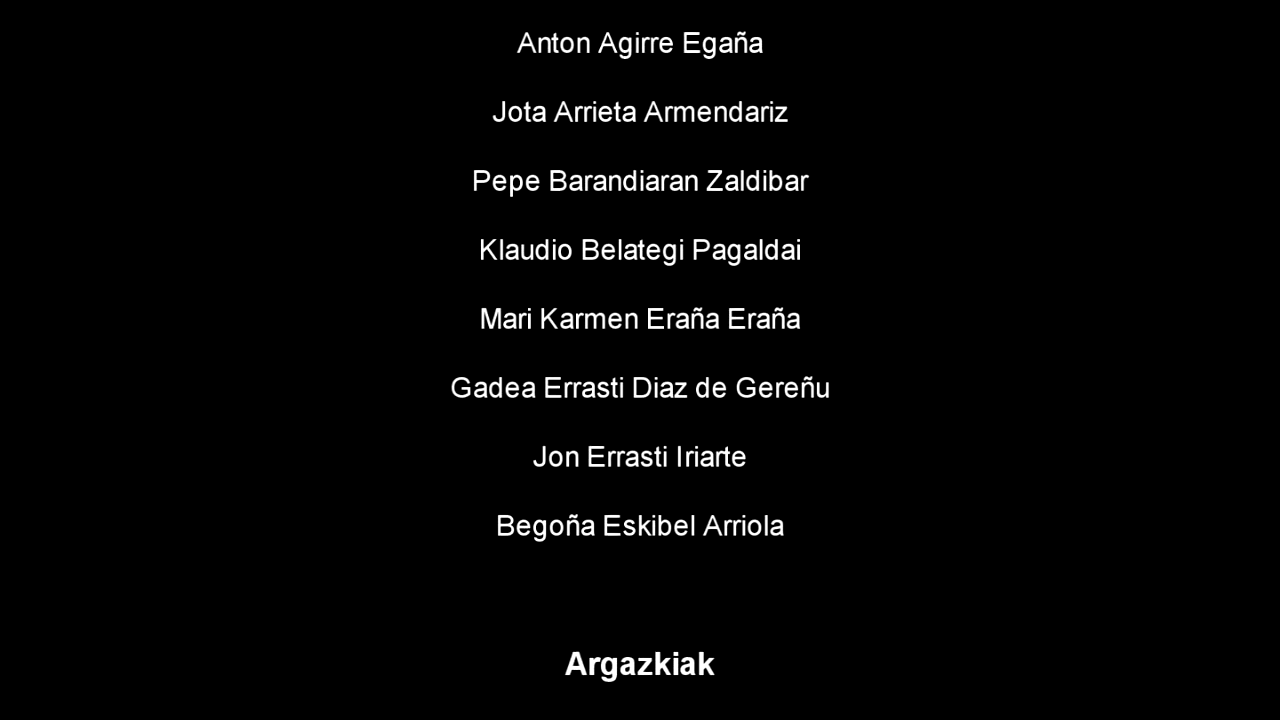 Anton Agirre Egaña
Jota Arrieta Armendariz
Pepe Barandiaran Zaldibar
Klaudio Belategi Pagaldai
Mari Karmen Eraña Eraña
Gadea Errasti Diaz de Gereñu
Jon Errasti Iriarte
Begoña Eskibel Arriola
Argazkiak